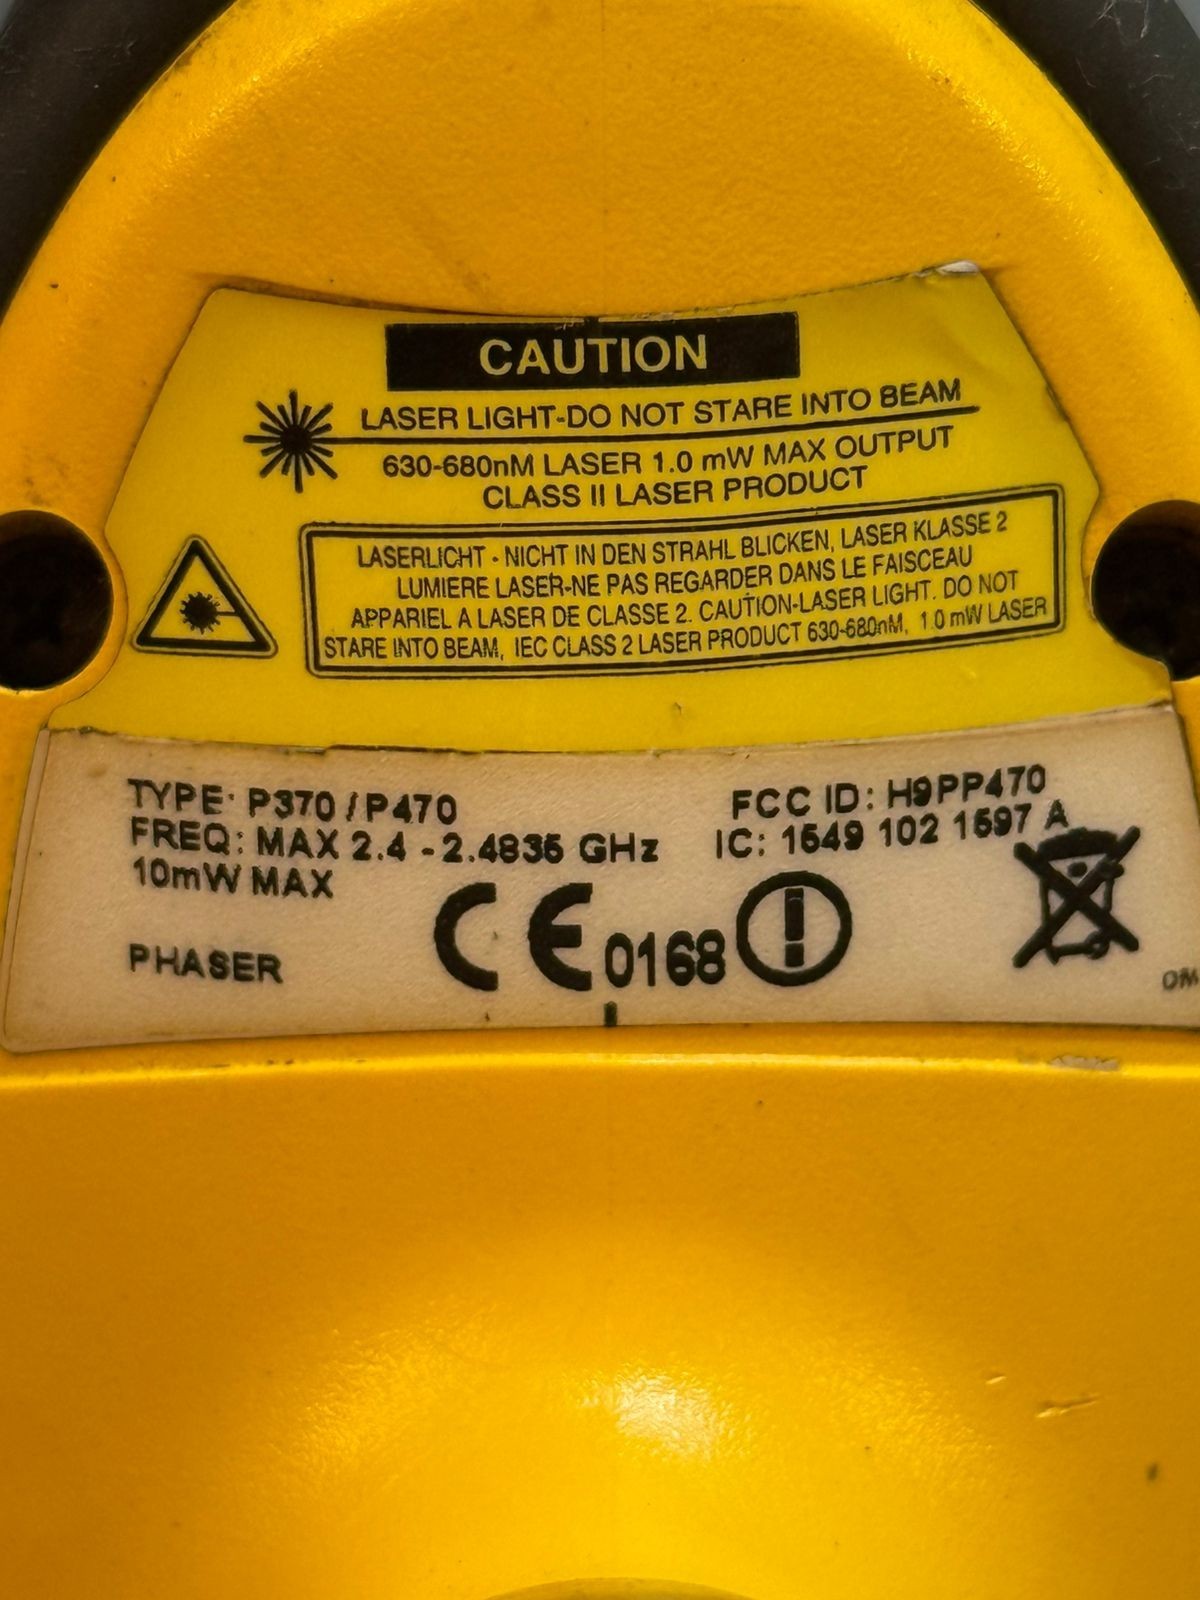 CAUTION
LASER LIGHT-DO NOT STARE INTO BEAM
630-680nM LASER 1.0 mW MAX OUTPUT
CLASS II LASER PRODUCT
LASERLICHT - NICHT IN DEN STRAHL BLICKEN, LASER KLASSE 2
LUMIERE LASER-NE PAS REGARDER DANS LE FAISCEAU
APPARIEL A LASER DE CLASSE 2. CAUTION-LASER LIGHT. DO NOT
STARE INTO BEAM, IEC CLASS 2 LASER PRODUCT 630-680nM, 1.0 mW LASER
TYPE: P370 / P470
FREQ: MAX 2.4 - 2.4835 GHz
10mW MAX
FCC ID: H9PP470
IC: 1549 102 1597 A
PHASER
CE 0168